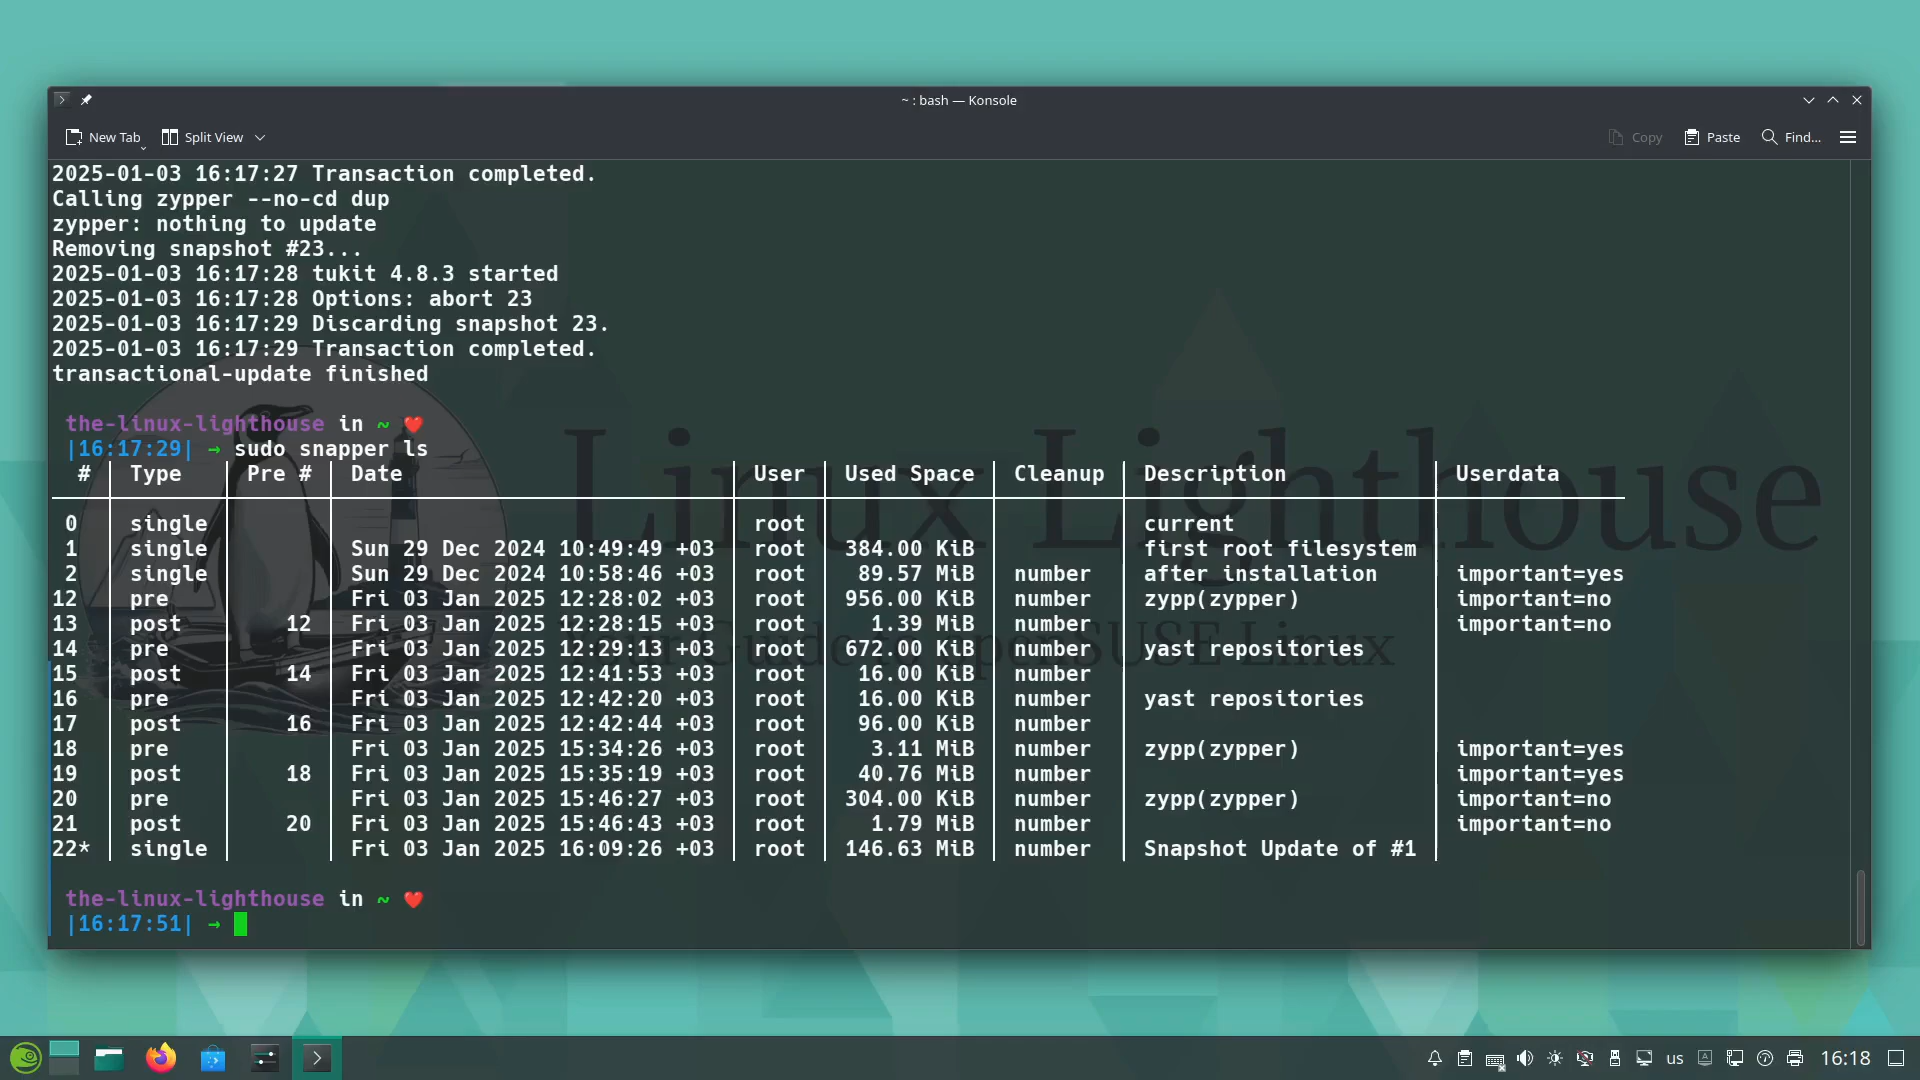 ~ : bash — Konsole
New Tab Split View Copy Paste Find...
2025-01-03 16:17:27 Transaction completed.
Calling zypper --no-cd dup
zypper: nothing to update
Removing snapshot #23...
2025-01-03 16:17:28 tukit 4.8.3 started
2025-01-03 16:17:28 Options: abort 23
2025-01-03 16:17:29 Discarding snapshot 23.
2025-01-03 16:17:29 Transaction completed.
transactional-update finished
the-linux-lighthouse in ~ ❤️
|16:17:29| → sudo snapper ls
# │ Type │ Pre # │ Date │ User │ Used Space │ Cleanup │ Description │ Userdata
0 │ single │ │ │ root │ │ │ current │
1 │ single │ │ Sun 29 Dec 2024 10:49:49 +03 │ root │ 384.00 KiB │ │ first root filesystem │
2 │ single │ │ Sun 29 Dec 2024 10:58:46 +03 │ root │ 89.57 MiB │ number │ after installation │ important=yes
12 │ pre │ │ Fri 03 Jan 2025 12:28:02 +03 │ root │ 956.00 KiB │ number │ zypp(zypper) │ important=no
13 │ post │ 12 │ Fri 03 Jan 2025 12:28:15 +03 │ root │ 1.39 MiB │ number │ │ important=no
14 │ pre │ │ Fri 03 Jan 2025 12:29:13 +03 │ root │ 672.00 KiB │ number │ yast repositories │
15 │ post │ 14 │ Fri 03 Jan 2025 12:41:53 +03 │ root │ 16.00 KiB │ number │ │
16 │ pre │ │ Fri 03 Jan 2025 12:42:20 +03 │ root │ 16.00 KiB │ number │ yast repositories │
17 │ post │ 16 │ Fri 03 Jan 2025 12:42:44 +03 │ root │ 96.00 KiB │ number │ │
18 │ pre │ │ Fri 03 Jan 2025 15:34:26 +03 │ root │ 3.11 MiB │ number │ zypp(zypper) │ important=yes
19 │ post │ 18 │ Fri 03 Jan 2025 15:35:19 +03 │ root │ 40.76 MiB │ number │ │ important=yes
20 │ pre │ │ Fri 03 Jan 2025 15:46:27 +03 │ root │ 304.00 KiB │ number │ zypp(zypper) │ important=no
21 │ post │ 20 │ Fri 03 Jan 2025 15:46:43 +03 │ root │ 1.79 MiB │ number │ │ important=no
22* │ single │ │ Fri 03 Jan 2025 16:09:26 +03 │ root │ 146.63 MiB │ number │ Snapshot Update of #1 │
the-linux-lighthouse in ~ ❤️
|16:17:51| →
Linux Lighthouse
Your Guide to openSUSE Linux
us 16:18